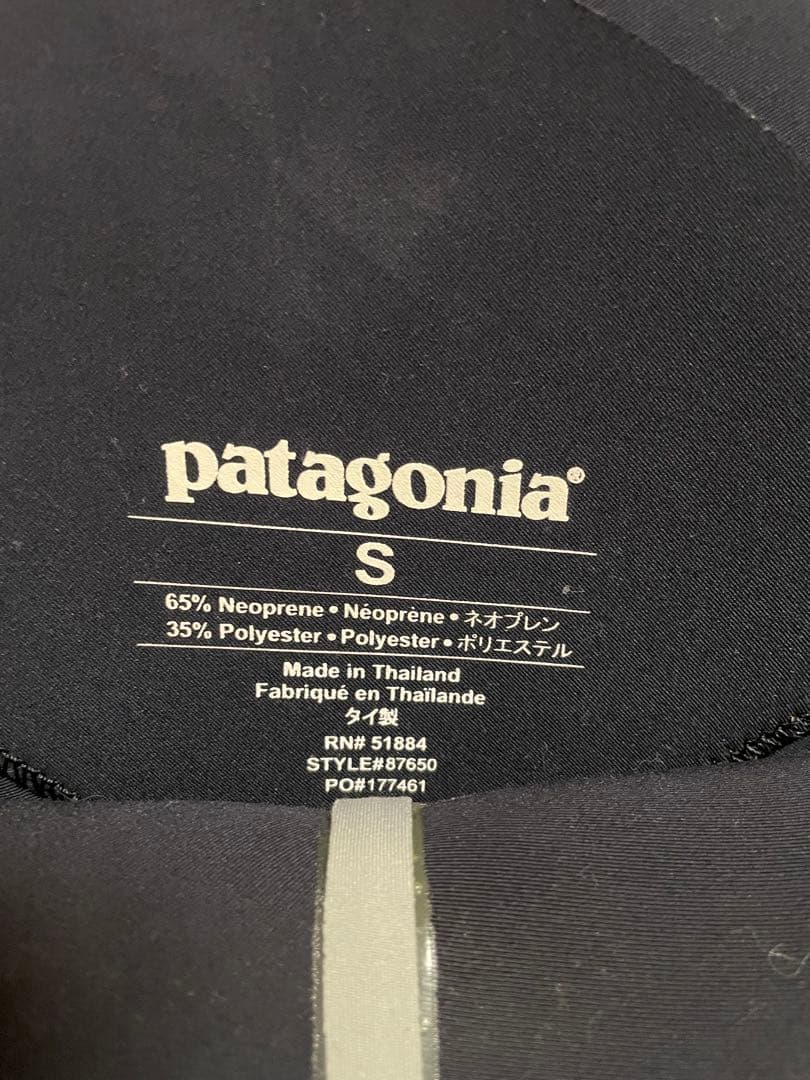 patagonia®
S
65% Neoprene • Néoprène • ネオプレン
35% Polyester • Polyester • ポリエステル
Made in Thailand
Fabriqué en Thaïlande
タイ製
RN# 51884
STYLE#87650
PO#177461